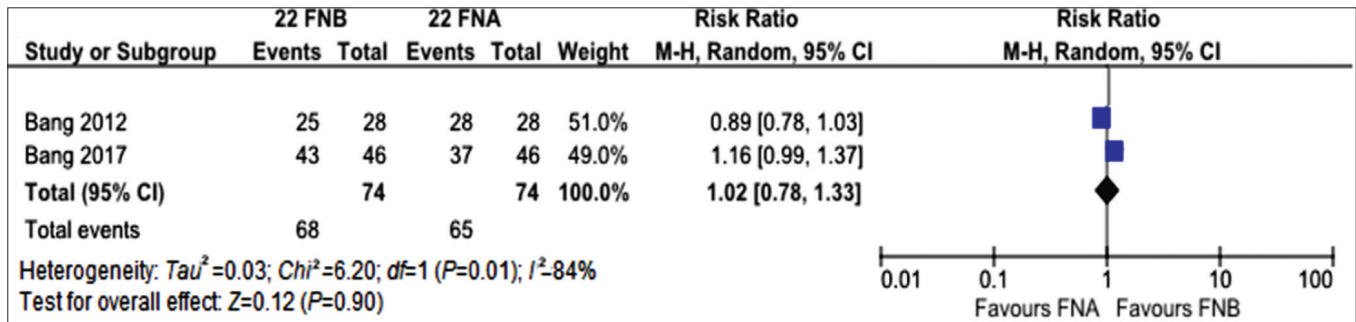 22 FNB 22 FNA Risk Ratio Risk Ratio
Study or Subgroup Events Total Events Total Weight M-H, Random, 95% CI M-H, Random, 95% CI
Bang 2012 25 28 28 28 51.0% 0.89 [0.78, 1.03]
Bang 2017 43 46 37 46 49.0% 1.16 [0.99, 1.37]
Total (95% CI) 74 74 100.0% 1.02 [0.78, 1.33]
Total events 68 65
Heterogeneity: Tau²=0.03; Chi²=6.20; df=1 (P=0.01); I²=84%
Test for overall effect: Z=0.12 (P=0.90)
0.01 0.1 1 10 100
Favours FNA Favours FNB